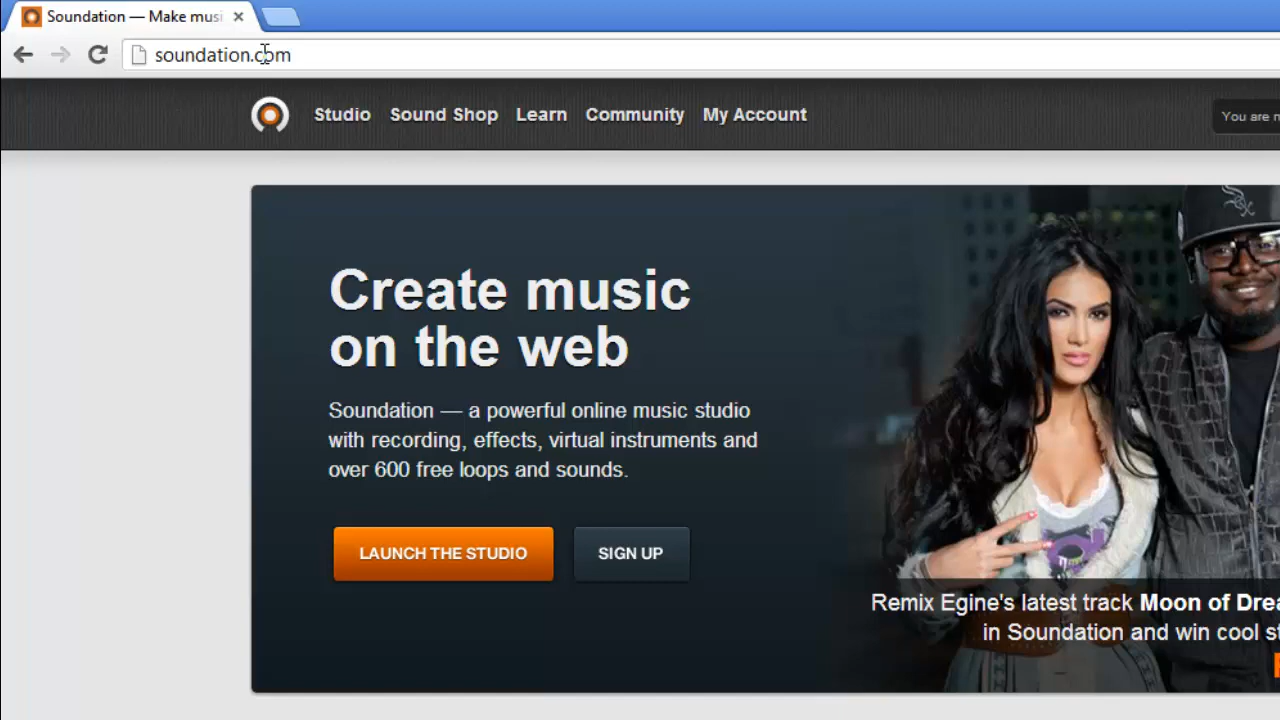 Soundation — Make musi
soundation.com
Studio Sound Shop Learn Community My Account
You are n
Create music
on the web
Soundation — a powerful online music studio
with recording, effects, virtual instruments and
over 600 free loops and sounds.
LAUNCH THE STUDIO SIGN UP
Remix Egine's latest track Moon of Drea
in Soundation and win cool st